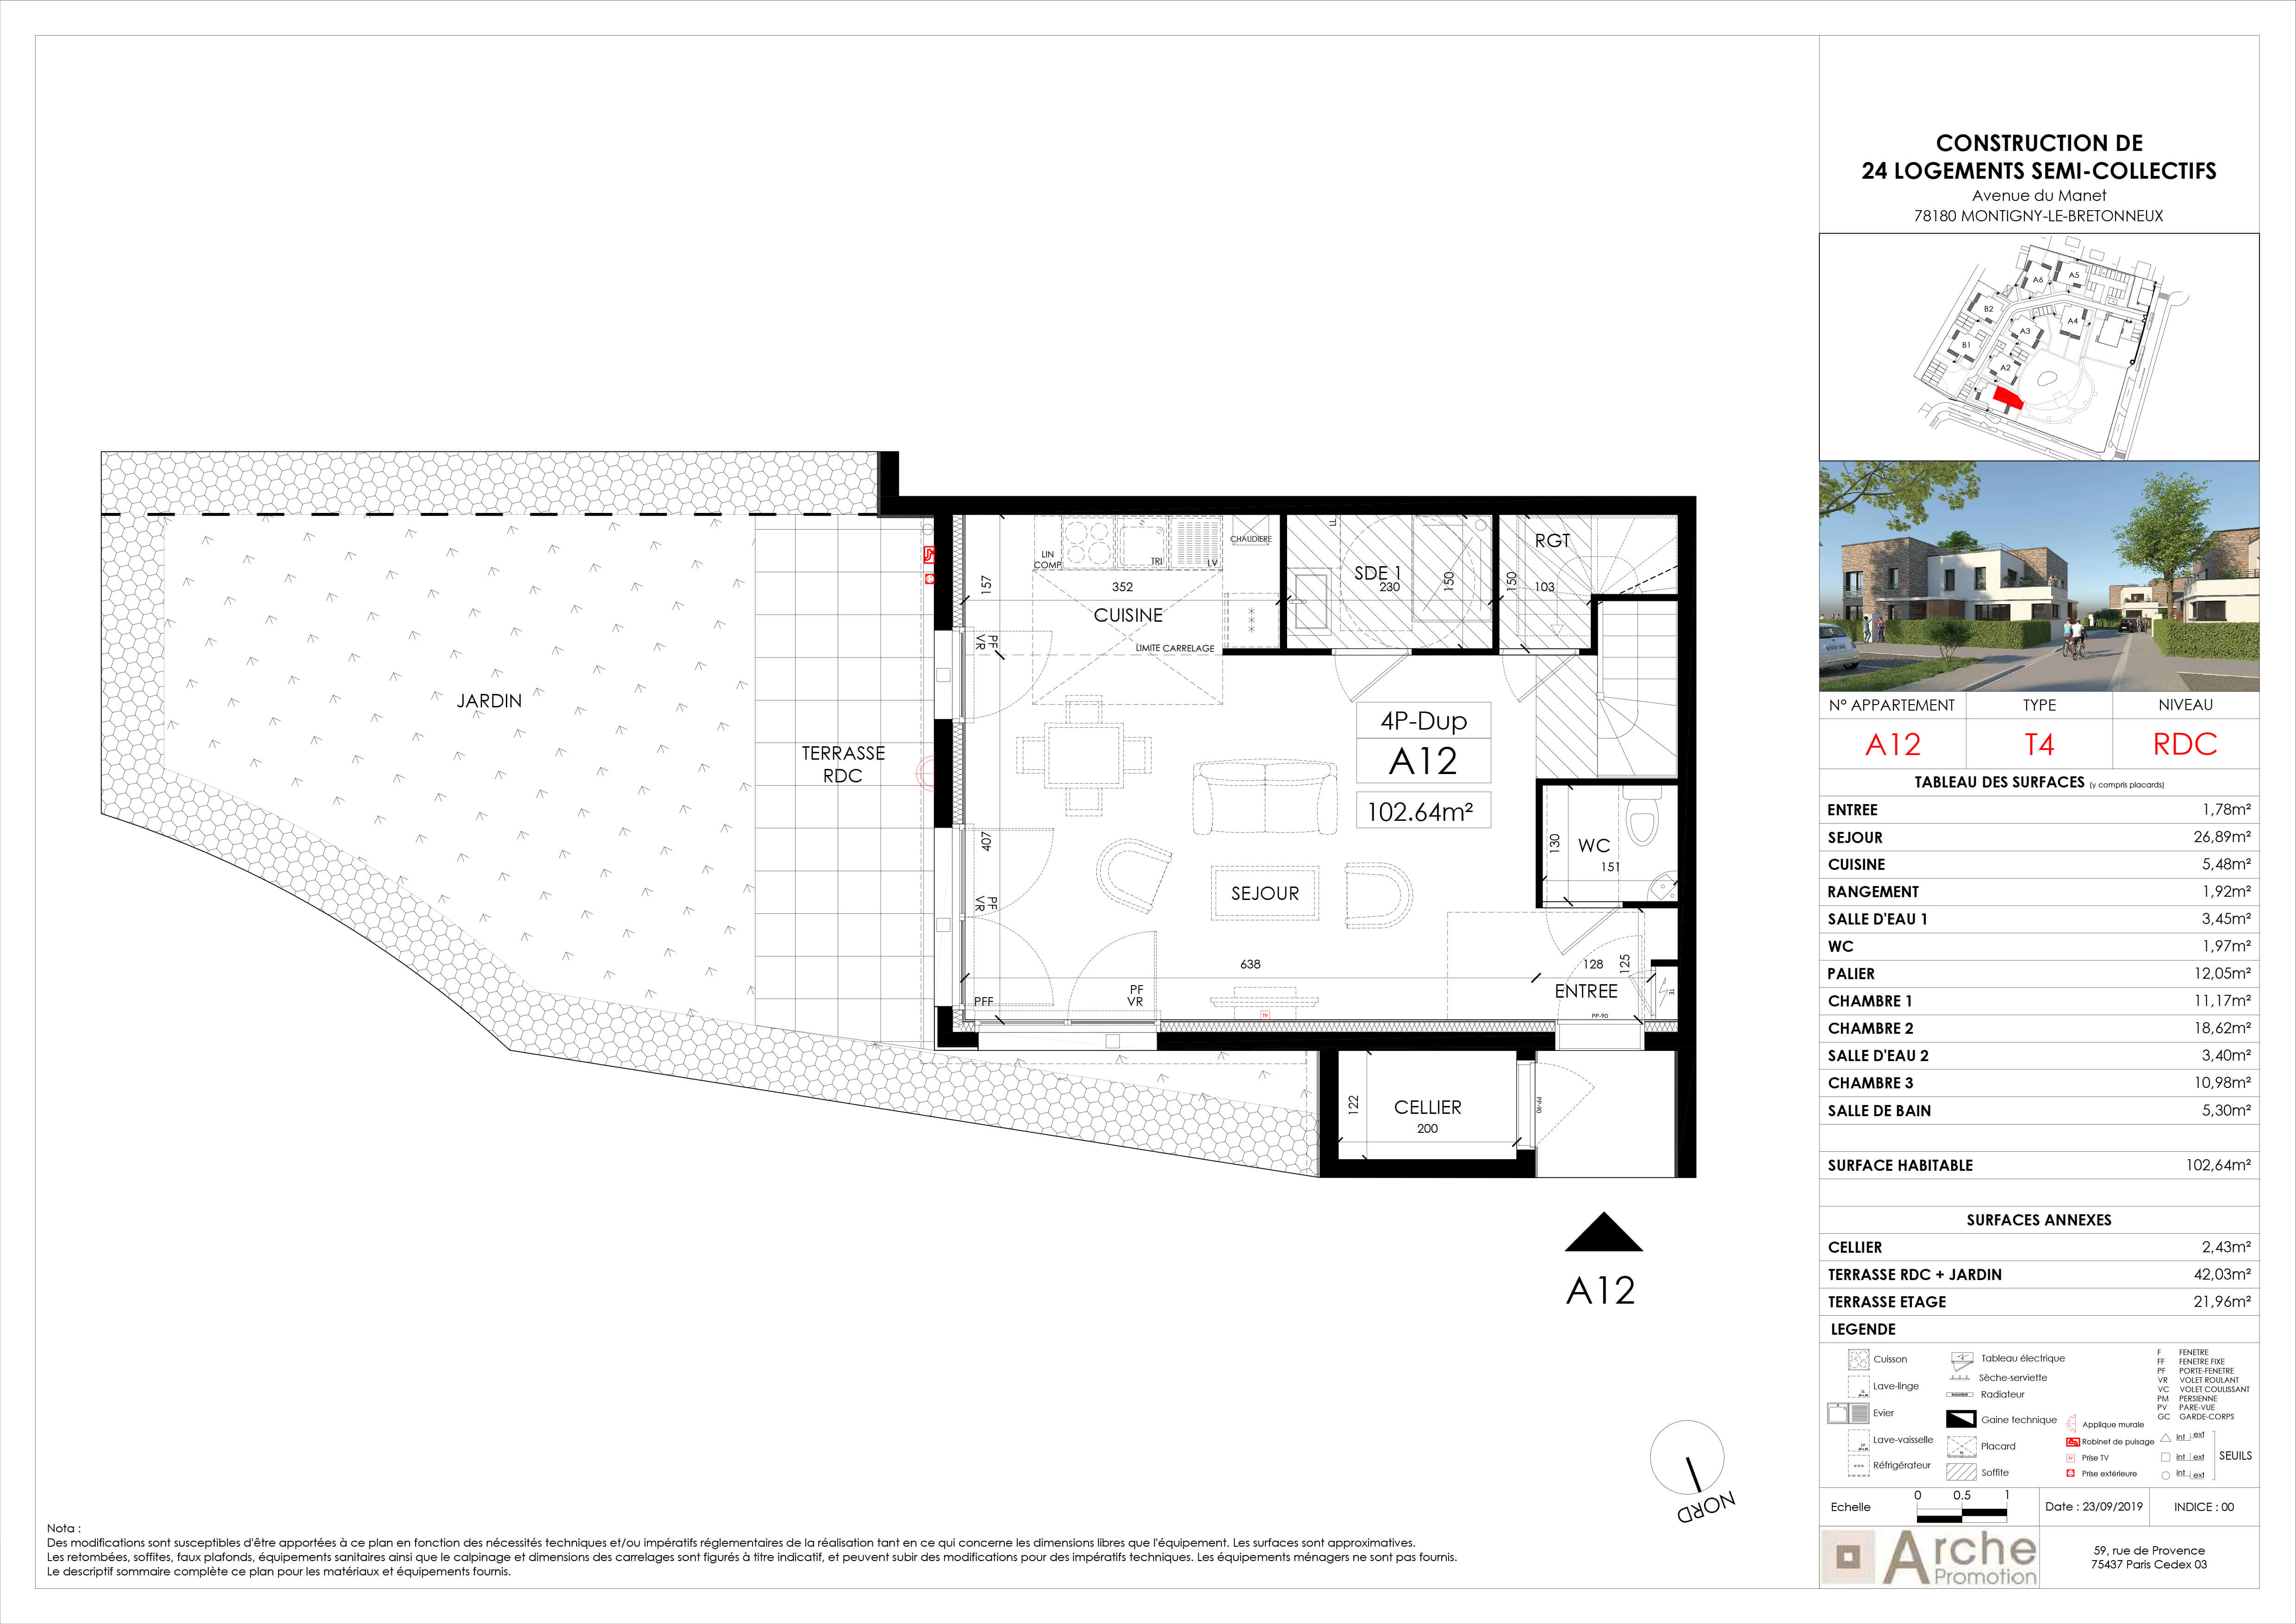 CONSTRUCTION DE
24 LOGEMENTS SEMI-COLLECTIFS
Avenue du Manet
78180 MONTIGNY-LE-BRETONNEUX
A6
A5
B2
A4
A3
B1
A2
N° APPARTEMENT
TYPE
NIVEAU
A12
T4
RDC
TABLEAU DES SURFACES (y compris placards)
ENTREE 1,78m²
SEJOUR 26,89m²
CUISINE 5,48m²
RANGEMENT 1,92m²
SALLE D'EAU 1 3,45m²
WC 1,97m²
PALIER 12,05m²
CHAMBRE 1 11,17m²
CHAMBRE 2 18,62m²
SALLE D'EAU 2 3,40m²
CHAMBRE 3 10,98m²
SALLE DE BAIN 5,30m²
SURFACE HABITABLE 102,64m²
SURFACES ANNEXES
CELLIER 2,43m²
TERRASSE RDC + JARDIN 42,03m²
TERRASSE ETAGE 21,96m²
LEGENDE
Cuisson
Lave-linge
Evier
Lave-vaisselle
Réfrigérateur
Tableau électrique
Sèche-serviette
Radiateur
Gaine technique
Placard
Soffite
Applique murale
Robinet de puisage
Prise TV
Prise extérieure
F FENETRE
FF FENETRE FIXE
PF PORTE-FENETRE
VR VOLET ROULANT
VC VOLET COULISSANT
PM PERSIENNE
PV PARE-VUE
GC GARDE-CORPS
int ext
int ext
int ext
SEUILS
Echelle
0 0.5 1
Date : 23/09/2019
INDICE : 00
Arche
Promotion
59, rue de Provence
75437 Paris Cedex 03
JARDIN
TERRASSE
RDC
LIN
COMP
TRI
LV
CHAUDIERE
157
352
CUISINE
LIMITE CARRELAGE
PF
VR
LL
SDE 1
230
150
RGT
150
103
4P-Dup
A12
102.64m²
407
PF
VR
SEJOUR
130
WC
151
638
128
125
ENTREE
TE
PFF
PF
VR
TV
PP-90
122
CELLIER
200
PP-90
A12
NORD
Nota :
Des modifications sont susceptibles d'être apportées à ce plan en fonction des nécessités techniques et/ou impératifs réglementaires de la réalisation tant en ce qui concerne les dimensions libres que l'équipement. Les surfaces sont approximatives.
Les retombées, soffites, faux plafonds, équipements sanitaires ainsi que le calpinage et dimensions des carrelages sont figurés à titre indicatif, et peuvent subir des modifications pour des impératifs techniques. Les équipements ménagers ne sont pas fournis.
Le descriptif sommaire complète ce plan pour les matériaux et équipements fournis.